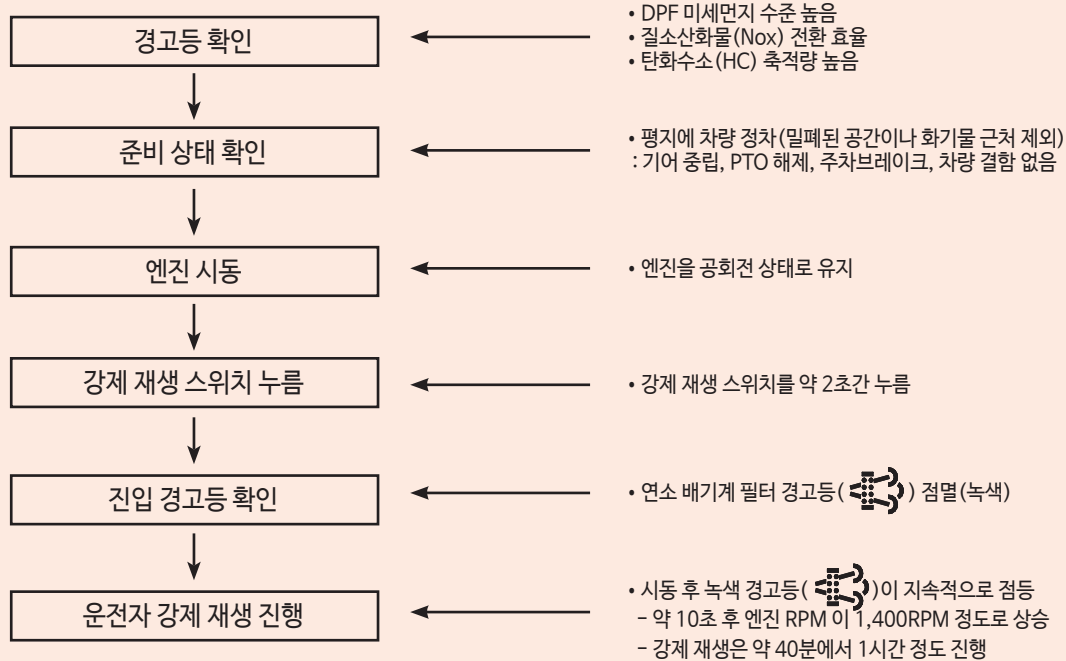 경고등 확인
• DPF 미세먼지 수준 높음
• 질소산화물(Nox) 전환 효율
• 탄화수소(HC) 축적량 높음
준비 상태 확인
• 평지에 차량 정차(밀폐된 공간이나 화기물 근처 제외)
: 기어 중립, PTO 해제, 주차브레이크, 차량 결함 없음
엔진 시동
• 엔진을 공회전 상태로 유지
강제 재생 스위치 누름
• 강제 재생 스위치를 약 2초간 누름
진입 경고등 확인
• 연소 배기계 필터 경고등( ) 점멸(녹색)
운전자 강제 재생 진행
• 시동 후 녹색 경고등( )이 지속적으로 점등
- 약 10초 후 엔진 RPM 이 1,400RPM 정도로 상승
- 강제 재생은 약 40분에서 1시간 정도 진행